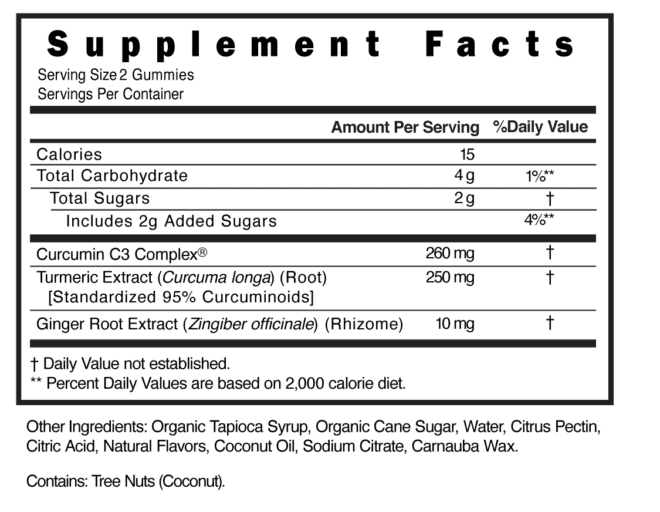 Supplement Facts
Serving Size 2 Gummies
Servings Per Container
Amount Per Serving %Daily Value
Calories 15
Total Carbohydrate 4 g 1%**
Total Sugars 2 g †
Includes 2g Added Sugars 4%**
Curcumin C3 Complex® 260 mg †
Turmeric Extract (Curcuma longa) (Root) 250 mg †
[Standardized 95% Curcuminoids]
Ginger Root Extract (Zingiber officinale) (Rhizome) 10 mg †
† Daily Value not established.
** Percent Daily Values are based on 2,000 calorie diet.
Other Ingredients: Organic Tapioca Syrup, Organic Cane Sugar, Water, Citrus Pectin,
Citric Acid, Natural Flavors, Coconut Oil, Sodium Citrate, Carnauba Wax.
Contains: Tree Nuts (Coconut).